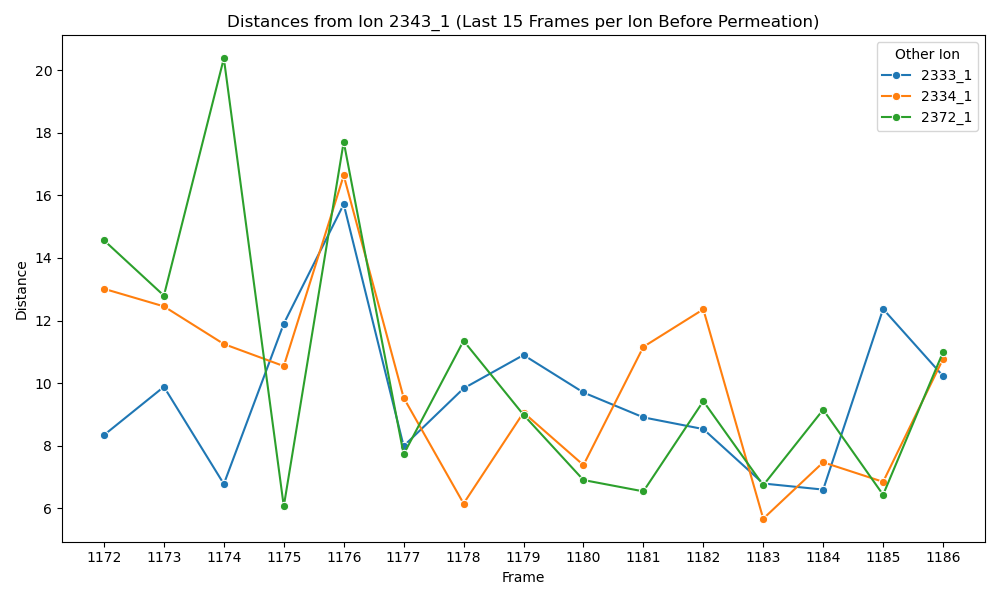 Distances from Ion 2343_1 (Last 15 Frames per Ion Before Permeation)
Other Ion
2333_1
2334_1
2372_1
Distance
20
18
16
14
12
10
8
6
1172 1173 1174 1175 1176 1177 1178 1179 1180 1181 1182 1183 1184 1185 1186
Frame